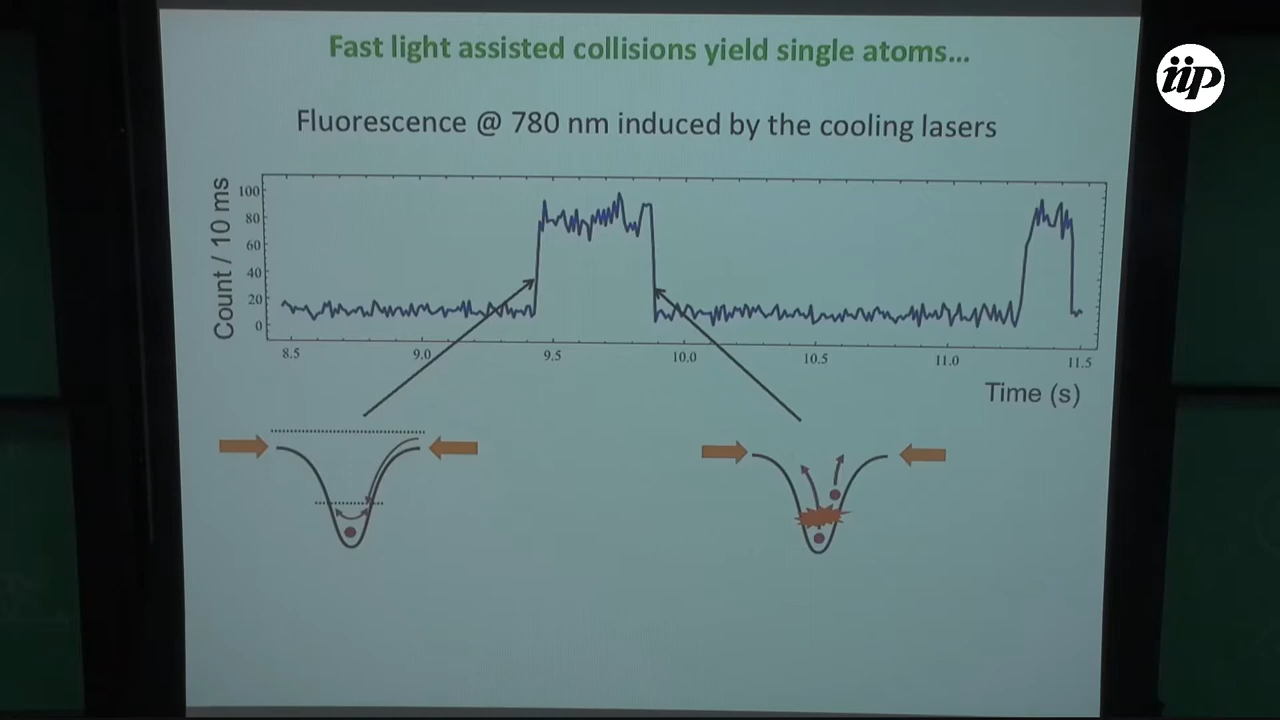 Fast light assisted collisions yield single atoms...
iip
Fluorescence @ 780 nm induced by the cooling lasers
Count / 10 ms
100
80
60
40
20
0
8.5 9.0 9.5 10.0 10.5 11.0 11.5
Time (s)